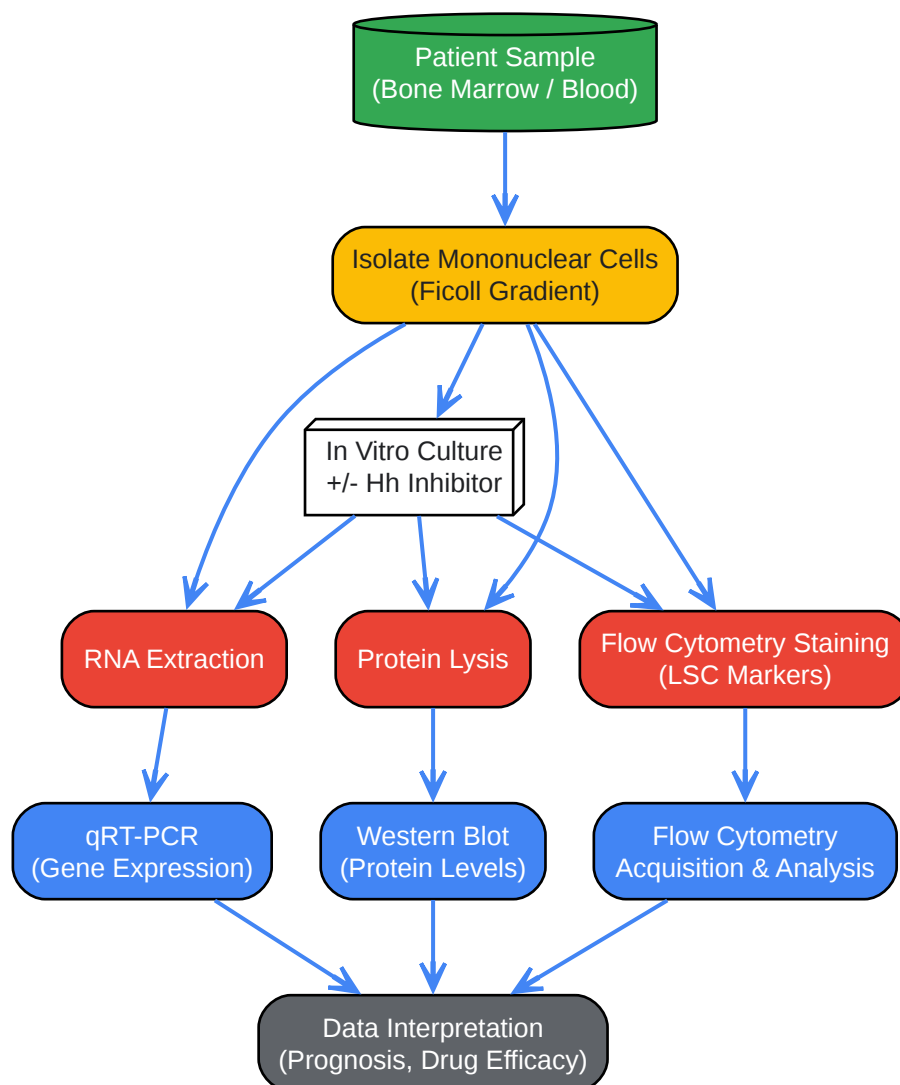 Patient Sample
(Bone Marrow / Blood)
Isolate Mononuclear Cells
(Ficoll Gradient)
In Vitro Culture
+/- Hh Inhibitor
RNA Extraction
Protein Lysis
Flow Cytometry Staining
(LSC Markers)
qRT-PCR
(Gene Expression)
Western Blot
(Protein Levels)
Flow Cytometry
Acquisition & Analysis
Data Interpretation
(Prognosis, Drug Efficacy)